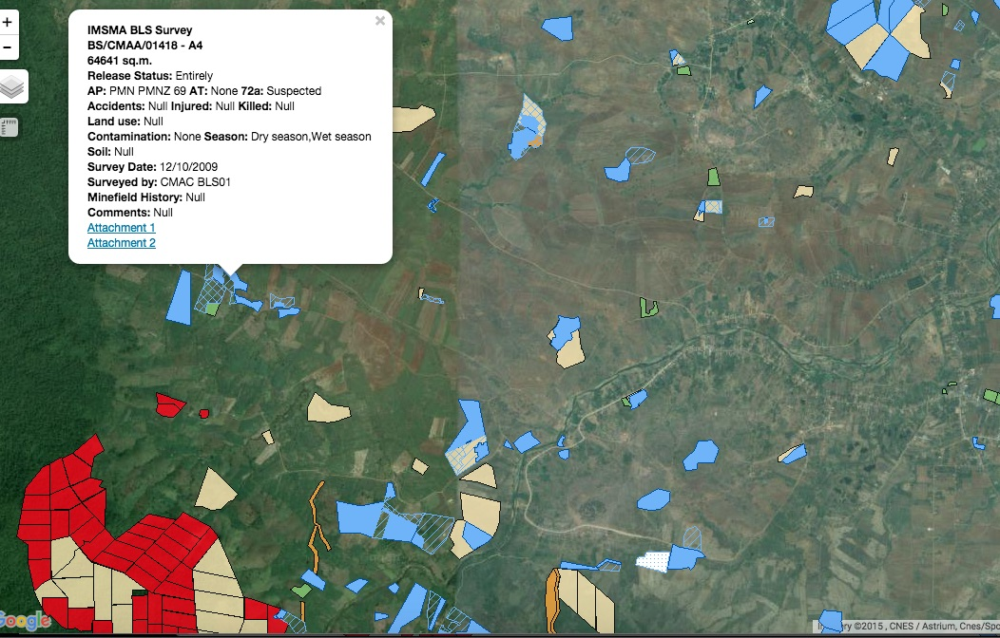 +
−
×
IMSMA BLS Survey
BS/CMAA/01418 - A4
64641 sq.m.
Release Status: Entirely
AP: PMN PMNZ 69 AT: None 72a: Suspected
Accidents: Null Injured: Null Killed: Null
Land use: Null
Contamination: None Season: Dry season,Wet season
Soil: Null
Survey Date: 12/10/2009
Surveyed by: CMAC BLS01
Minefield History: Null
Comments: Null
Attachment 1
Attachment 2
Google
©2015 , CNES / Astrium, Cnes/Spo